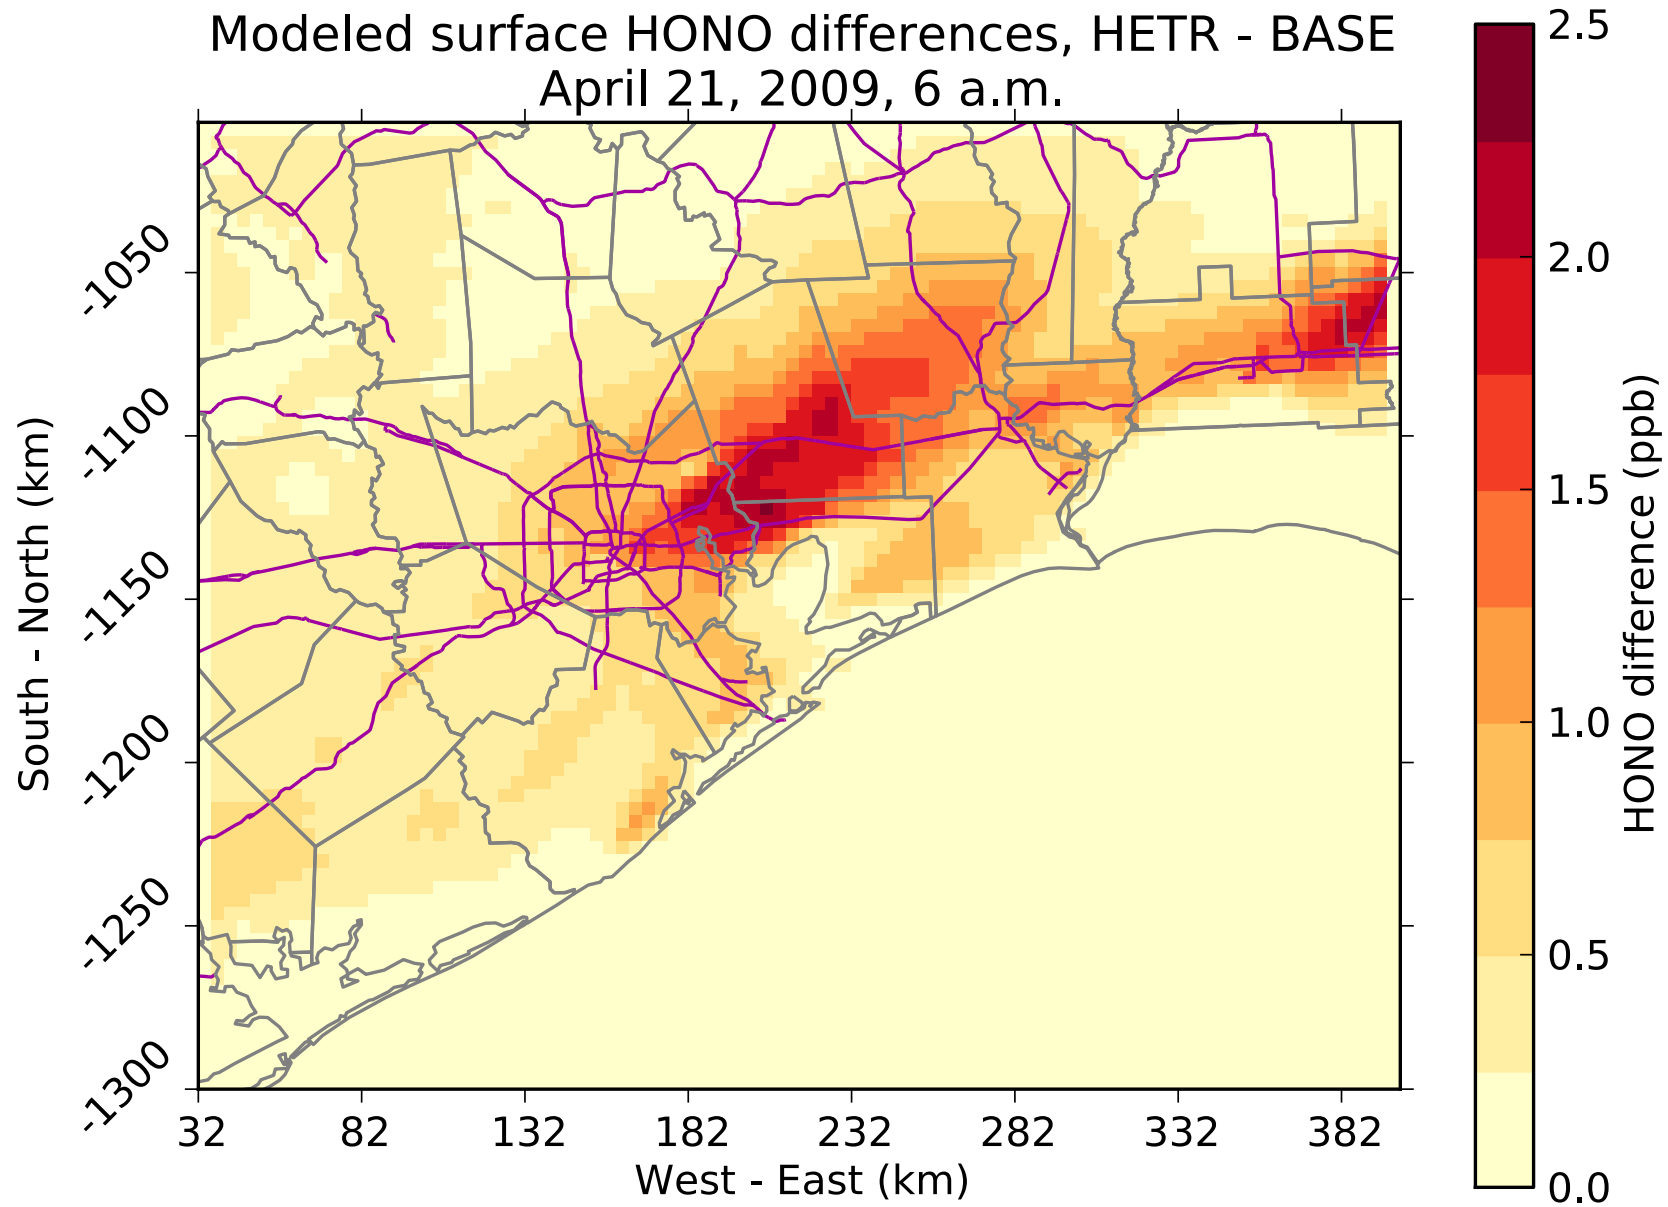 Modeled surface HONO differences, HETR - BASE
April 21, 2009, 6 a.m.
2.5
2.0
1.5
1.0
0.5
0.0
HONO difference (ppb)
-1050
-1100
-1150
-1200
-1250
-1300
South - North (km)
32 82 132 182 232 282 332 382
West - East (km)